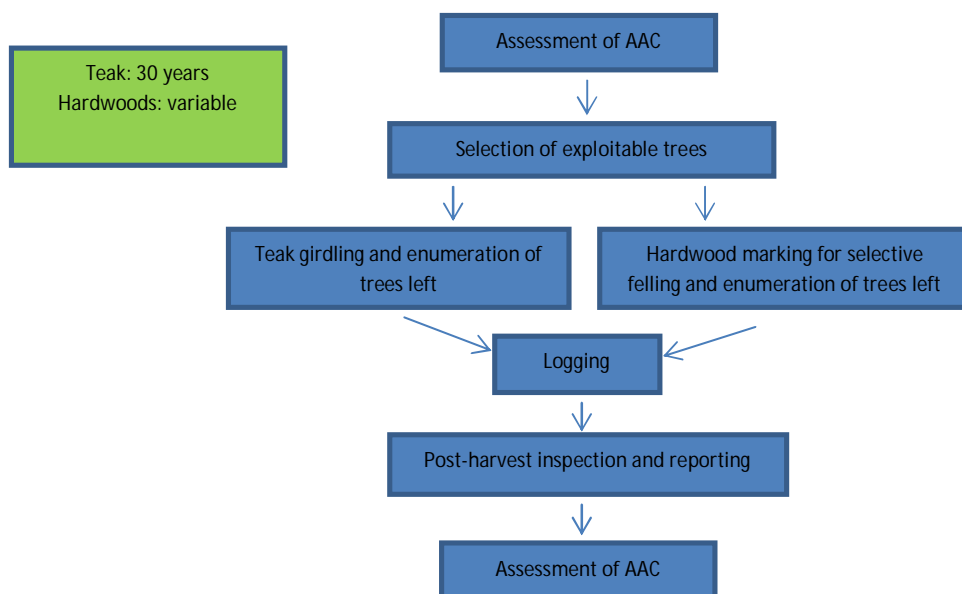 Assessment of AAC
Teak: 30 years
Hardwoods: variable
Selection of exploitable trees
Teak girdling and enumeration of
trees left
Hardwood marking for selective
felling and enumeration of trees left
Logging
Post-harvest inspection and reporting
Assessment of AAC